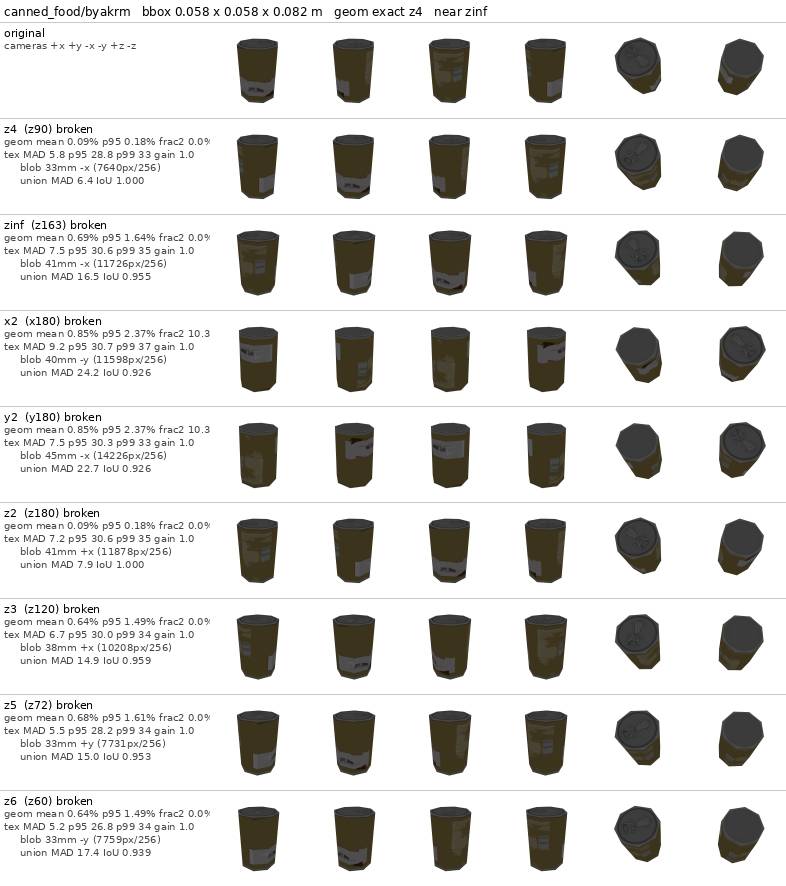 canned_food/byakrm bbox 0.058 x 0.058 x 0.082 m geom exact z4 near zinf
original
cameras +x +y -x -y +z -z
z4 (z90) broken
geom mean 0.09% p95 0.18% frac2 0.0%
tex MAD 5.8 p95 28.8 p99 33 gain 1.0
blob 33mm -x (7640px/256)
union MAD 6.4 IoU 1.000
zinf (z163) broken
geom mean 0.69% p95 1.64% frac2 0.0%
tex MAD 7.5 p95 30.6 p99 35 gain 1.0
blob 41mm -x (11726px/256)
union MAD 16.5 IoU 0.955
x2 (x180) broken
geom mean 0.85% p95 2.37% frac2 10.3
tex MAD 9.2 p95 30.7 p99 37 gain 1.0
blob 40mm -y (11598px/256)
union MAD 24.2 IoU 0.926
y2 (y180) broken
geom mean 0.85% p95 2.37% frac2 10.3
tex MAD 7.5 p95 30.3 p99 33 gain 1.0
blob 45mm -x (14226px/256)
union MAD 22.7 IoU 0.926
z2 (z180) broken
geom mean 0.09% p95 0.18% frac2 0.0%
tex MAD 7.2 p95 30.6 p99 35 gain 1.0
blob 41mm +x (11878px/256)
union MAD 7.9 IoU 1.000
z3 (z120) broken
geom mean 0.64% p95 1.49% frac2 0.0%
tex MAD 6.7 p95 30.0 p99 34 gain 1.0
blob 38mm +x (10208px/256)
union MAD 14.9 IoU 0.959
z5 (z72) broken
geom mean 0.68% p95 1.61% frac2 0.0%
tex MAD 5.5 p95 28.2 p99 34 gain 1.0
blob 33mm +y (7731px/256)
union MAD 15.0 IoU 0.953
z6 (z60) broken
geom mean 0.64% p95 1.49% frac2 0.0%
tex MAD 5.2 p95 26.8 p99 34 gain 1.0
blob 33mm -y (7759px/256)
union MAD 17.4 IoU 0.939